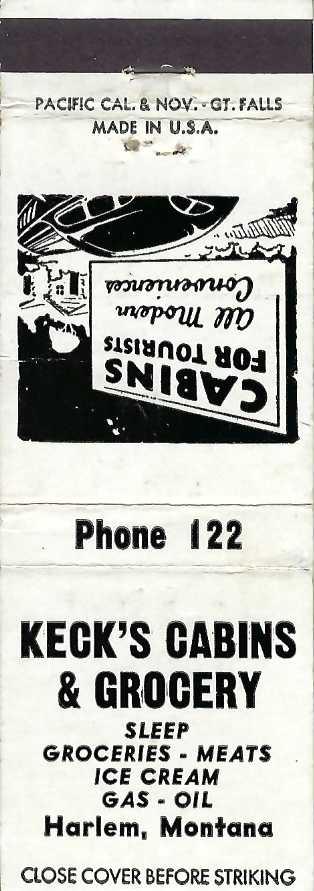 PACIFIC CAL. & NOV. - GT. FALLS
MADE IN U.S.A.
CABINS
FOR TOURISTS
All Modern
Conveniences
Phone 122
KECK'S CABINS
& GROCERY
SLEEP
GROCERIES - MEATS
ICE CREAM
GAS - OIL
Harlem, Montana
CLOSE COVER BEFORE STRIKING